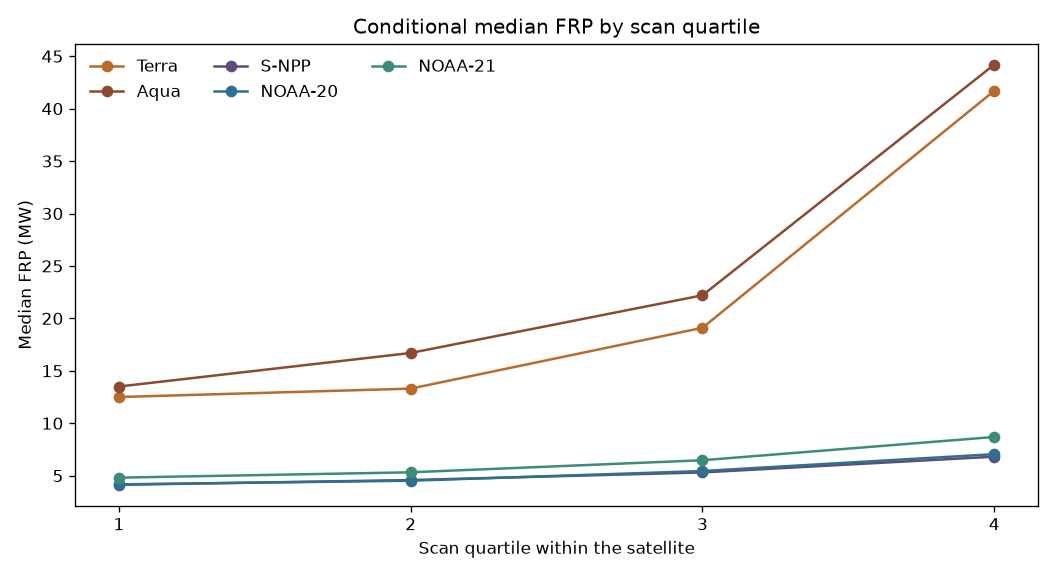 Conditional median FRP by scan quartile
Terra
Aqua
S-NPP
NOAA-20
NOAA-21
Median FRP (MW)
45
40
35
30
25
20
15
10
5
1
2
3
4
Scan quartile within the satellite